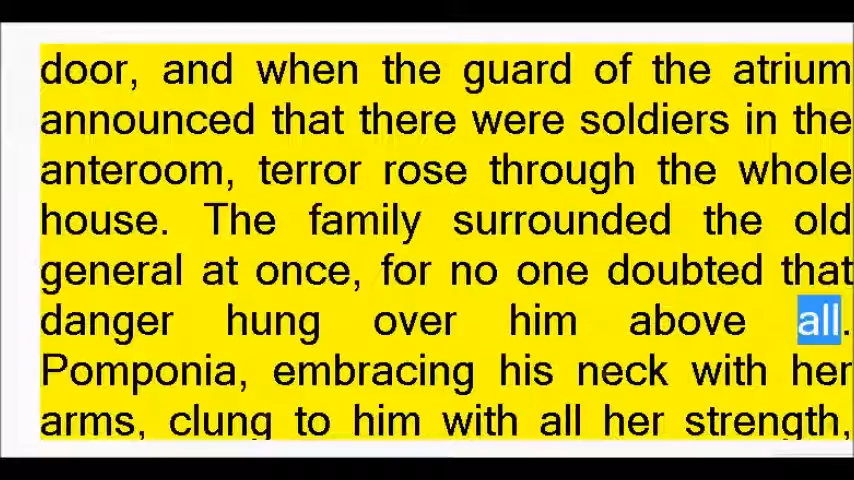 door, and when the guard of the atrium
announced that there were soldiers in the
anteroom, terror rose through the whole
house. The family surrounded the old
general at once, for no one doubted that
danger hung over him above all.
Pomponia, embracing his neck with her
arms, clung to him with all her strength,